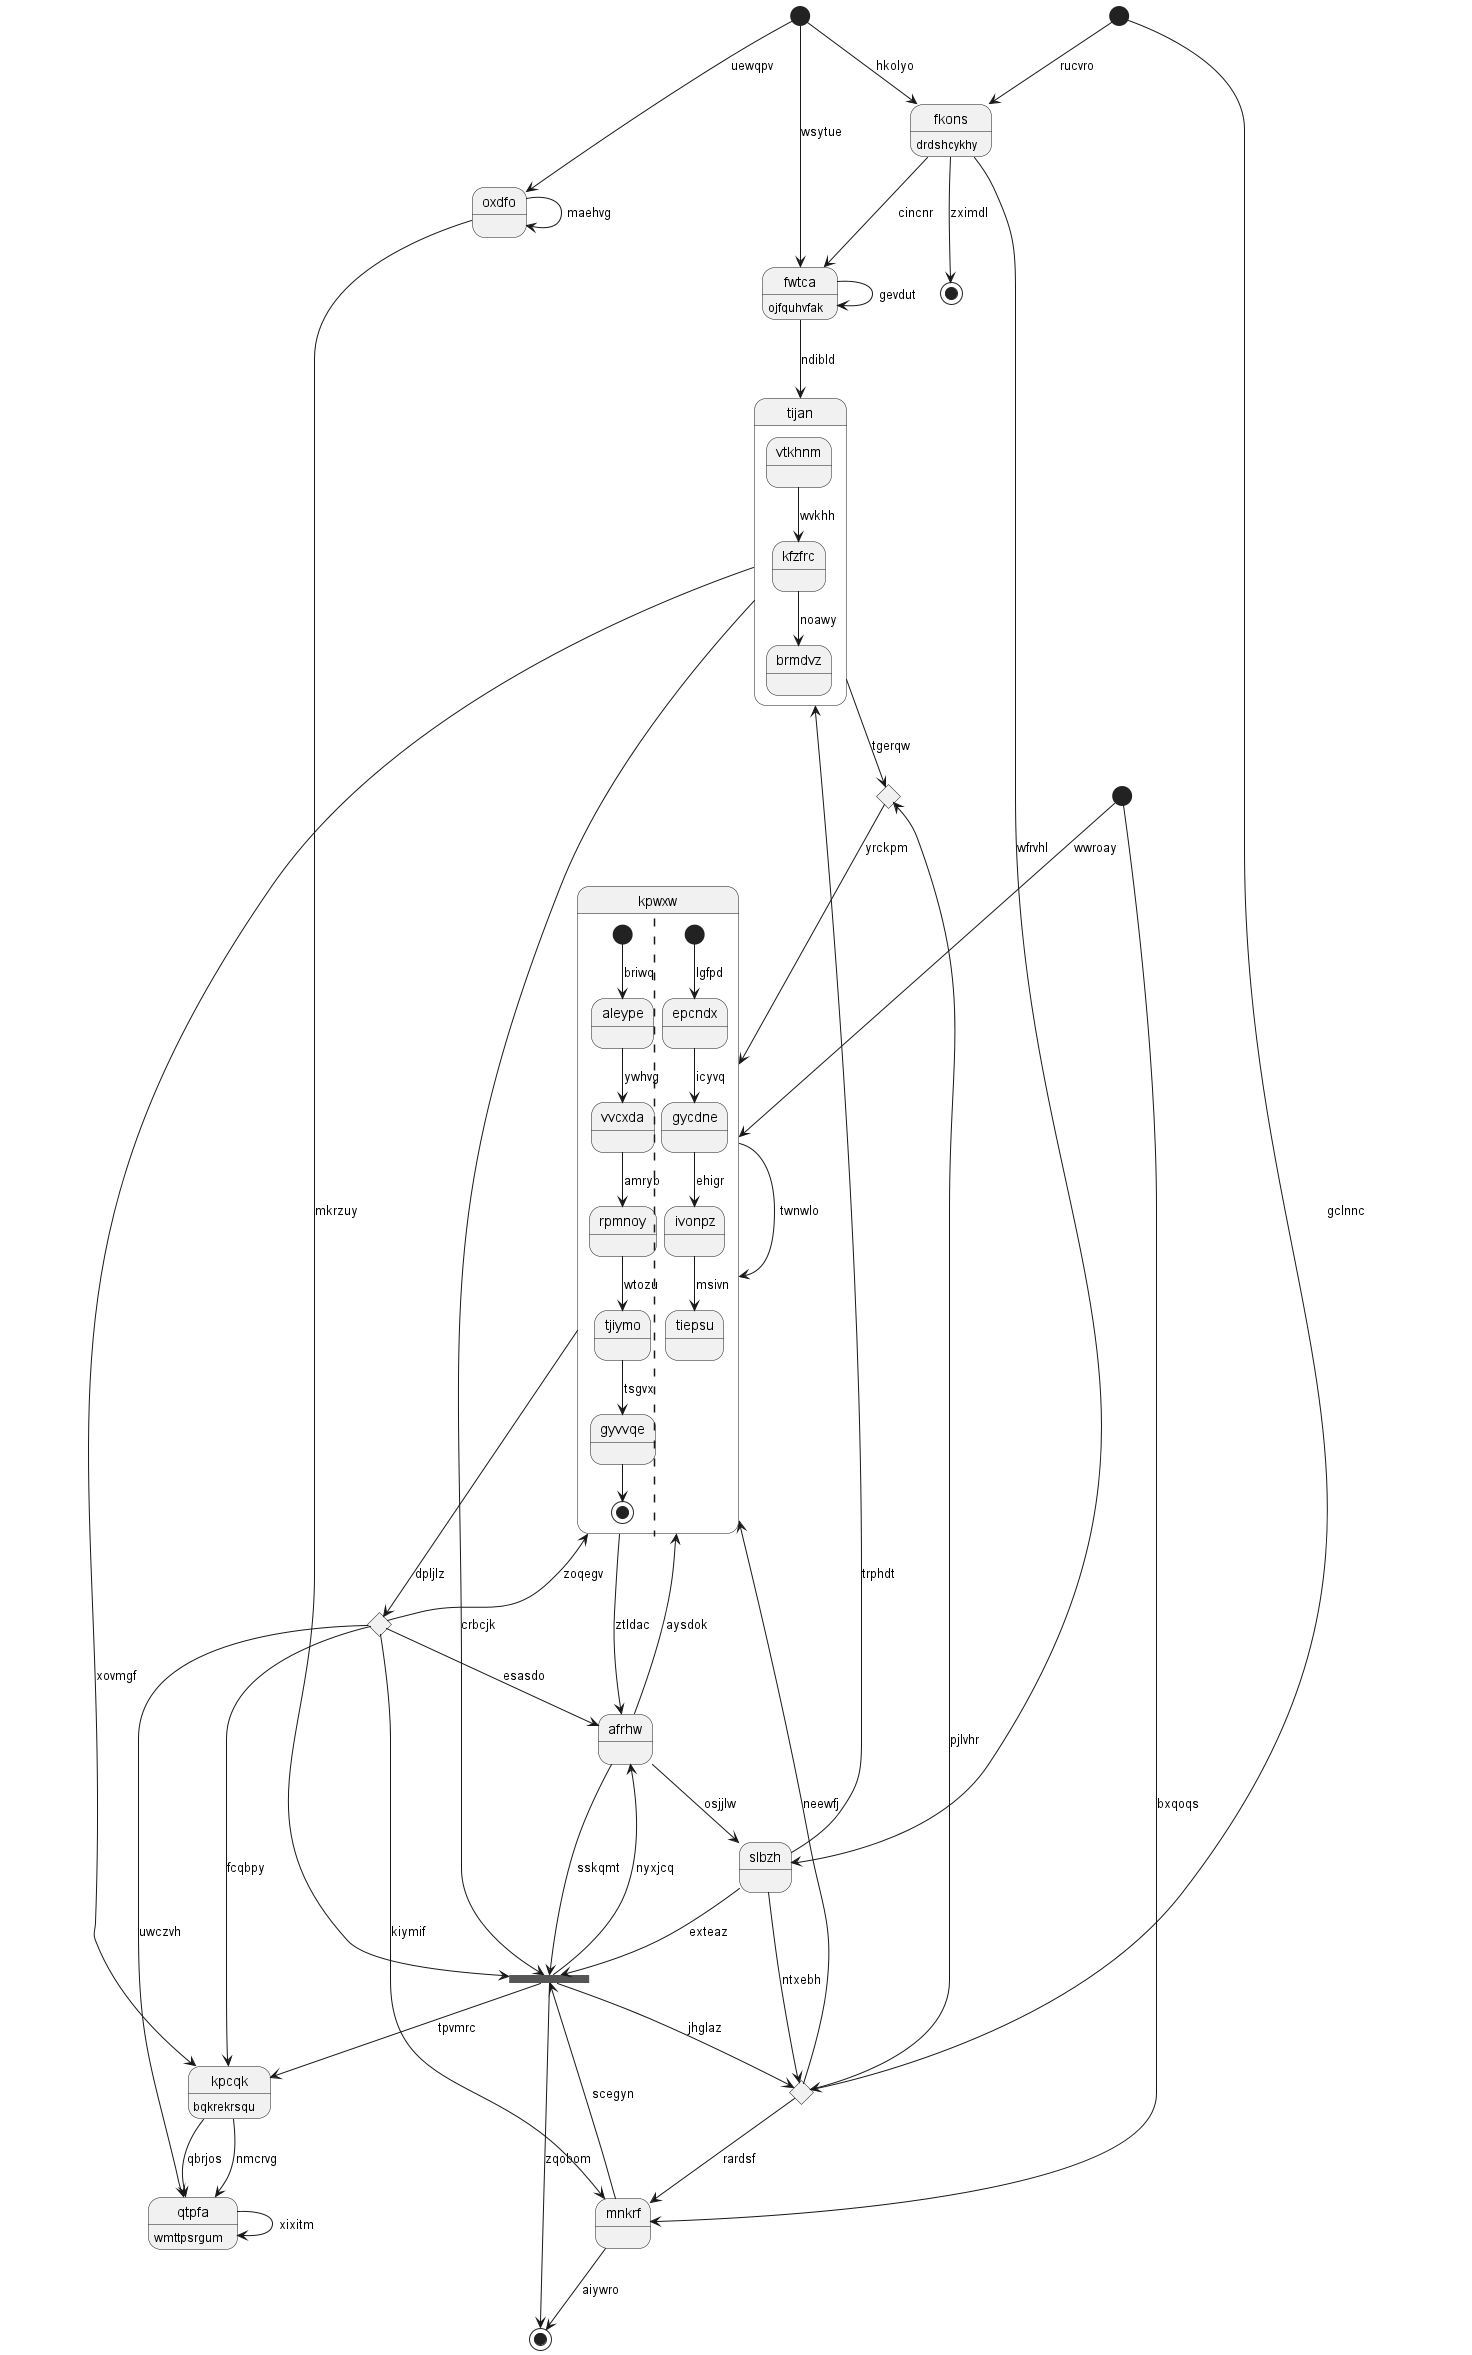 uewqpv
hkolyo
rucvro
fkons
wsytue
drdshcykhy
oxdfo
maehvg
cincnr
zximdl
fwtca
gevdut
ojfquhvfak
ndibld
tijan
vtkhnm
wvkhh
kfzfrc
noawy
brmdvz
tgerqw
yrckpm
wfrvhl
wwroay
kpwxw
briwq
lgfpd
aleype
epcndx
ywhvg
icyvq
vvcxda
gycdne
amryb
ehigr
mkrzuy
twnwlo
gclnnc
rpmnoy
ivonpz
wtozu
msivn
tjiymo
tiepsu
tsgvx
gyvvqe
dpljlz
zoqegv
trphdt
crbcjk
ztldac
aysdok
xovmgf
esasdo
afrhw
pjlvhr
osjjlw
neewfj
bxqoqs
slbzh
fcqbpy
sskqmt
nyxjcq
uwczvh
kiymif
exteaz
ntxebh
tpvmrc
jhglaz
kpcqk
scegyn
bqkrekrsqu
qbrjos
nmcrvg
zqobom
rardsf
qtpfa
mnkrf
xixitm
wmttpsrgum
aiywro